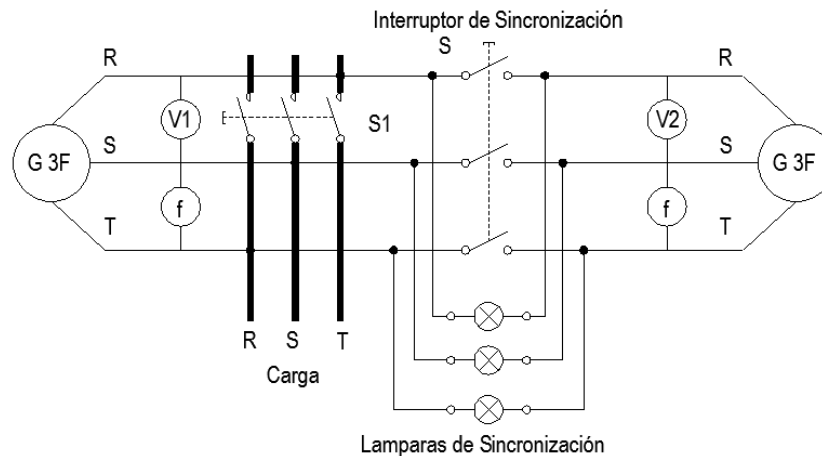 Interruptor de Sincronización
S
R
R
V1
V2
S1
S
S
G 3F
G 3F
f
f
T
T
R S T
Carga
Lamparas de Sincronización